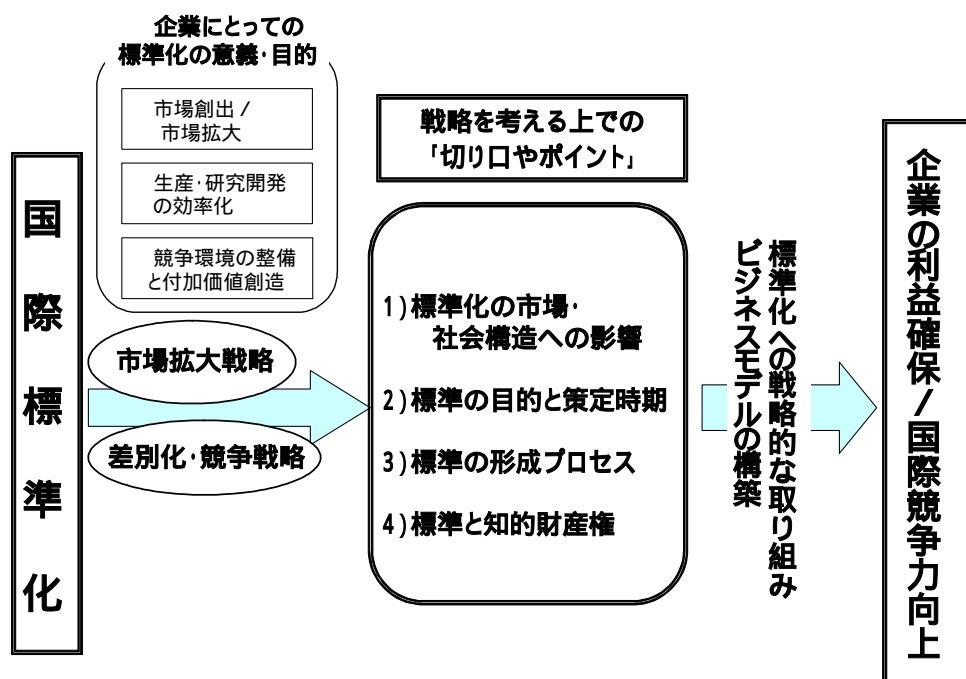 企業にとっての
標準化の意義・目的
市場創出 /
市場拡大
生産・研究開発
の効率化
競争環境の整備
と付加価値創造
国際標準化
市場拡大戦略
差別化・競争戦略
戦略を考える上での
「切り口やポイント」
1)標準化の市場・
社会構造への影響
2)標準の目的と策定時期
3)標準の形成プロセス
4)標準と知的財産権
標準化への戦略的な取り組み
ビジネスモデルの構築
企業の利益確保/国際競争力向上